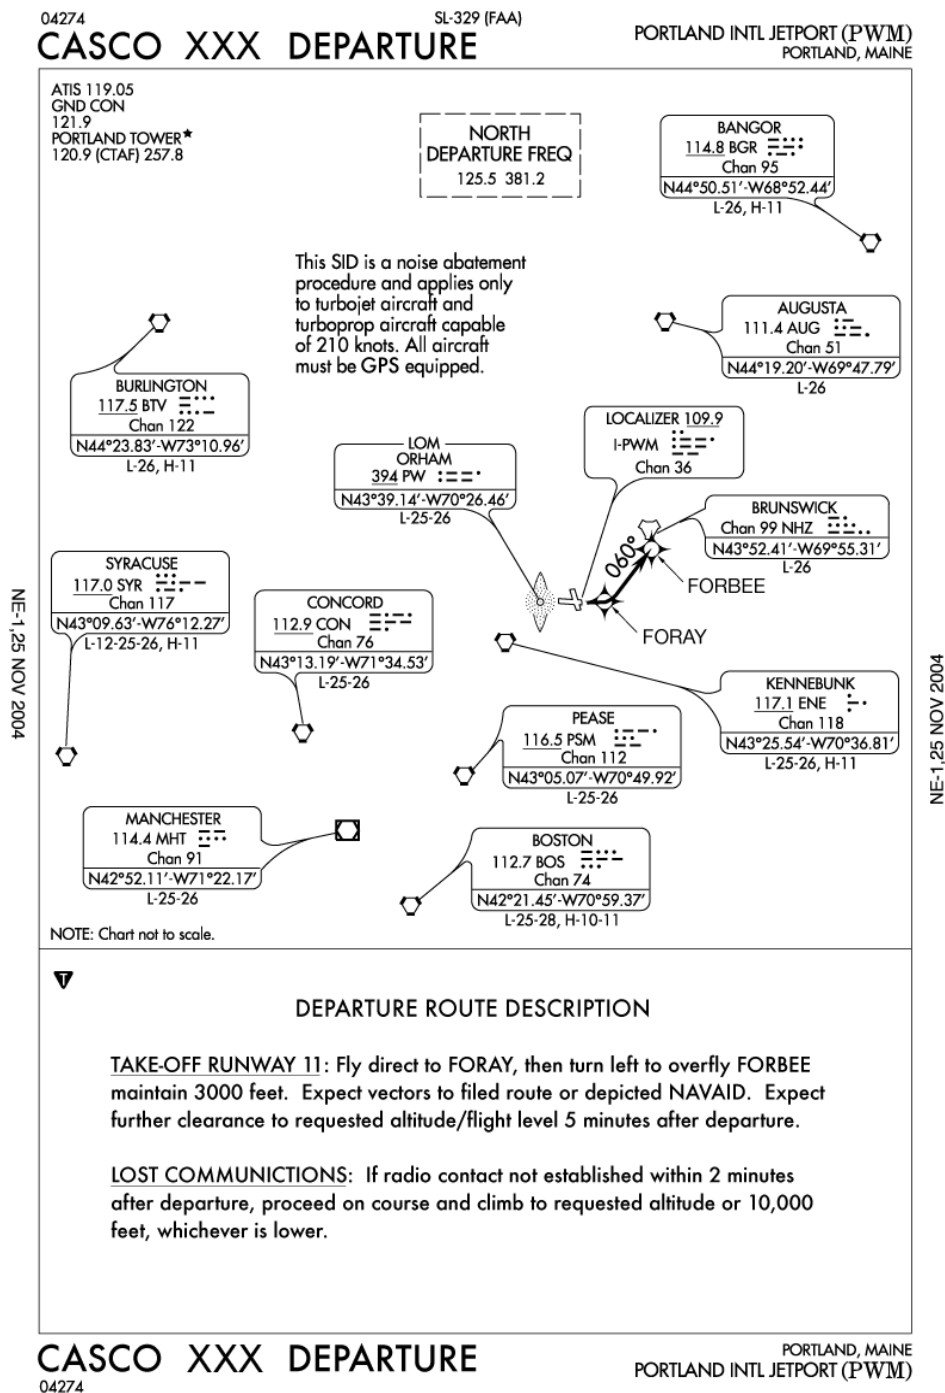 04274
SL-329 (FAA)
CASCO XXX DEPARTURE
PORTLAND INTL JETPORT (PWM)
PORTLAND, MAINE
ATIS 119.05
GND CON
121.9
PORTLAND TOWER★
120.9 (CTAF) 257.8
NORTH
DEPARTURE FREQ
125.5 381.2
BANGOR
114.8 BGR
Chan 95
N44°50.51′-W68°52.44′
L-26, H-11
This SID is a noise abatement
procedure and applies only
to turbojet aircraft and
turboprop aircraft capable
of 210 knots. All aircraft
must be GPS equipped.
AUGUSTA
111.4 AUG
Chan 51
N44°19.20′-W69°47.79′
L-26
BURLINGTON
117.5 BTV
Chan 122
N44°23.83′-W73°10.96′
L-26, H-11
LOCALIZER 109.9
I-PWM
Chan 36
LOM
ORHAM
394 PW
N43°39.14′-W70°26.46′
L-25-26
BRUNSWICK
Chan 99 NHZ
N43°52.41′-W69°55.31′
L-26
060°
FORBEE
FORAY
SYRACUSE
117.0 SYR
Chan 117
N43°09.63′-W76°12.27′
L-12-25-26, H-11
CONCORD
112.9 CON
Chan 76
N43°13.19′-W71°34.53′
L-25-26
KENNEBUNK
117.1 ENE
Chan 118
N43°25.54′-W70°36.81′
L-25-26, H-11
PEASE
116.5 PSM
Chan 112
N43°05.07′-W70°49.92′
L-25-26
MANCHESTER
114.4 MHT
Chan 91
N42°52.11′-W71°22.17′
L-25-26
BOSTON
112.7 BOS
Chan 74
N42°21.45′-W70°59.37′
L-25-28, H-10-11
NOTE: Chart not to scale.
NE-1,25 NOV 2004
NE-1,25 NOV 2004
T
DEPARTURE ROUTE DESCRIPTION
TAKE-OFF RUNWAY 11: Fly direct to FORAY, then turn left to overfly FORBEE
maintain 3000 feet. Expect vectors to filed route or depicted NAVAID. Expect
further clearance to requested altitude/flight level 5 minutes after departure.
LOST COMMUNICTIONS: If radio contact not established within 2 minutes
after departure, proceed on course and climb to requested altitude or 10,000
feet, whichever is lower.
CASCO XXX DEPARTURE
04274
PORTLAND, MAINE
PORTLAND INTL JETPORT (PWM)